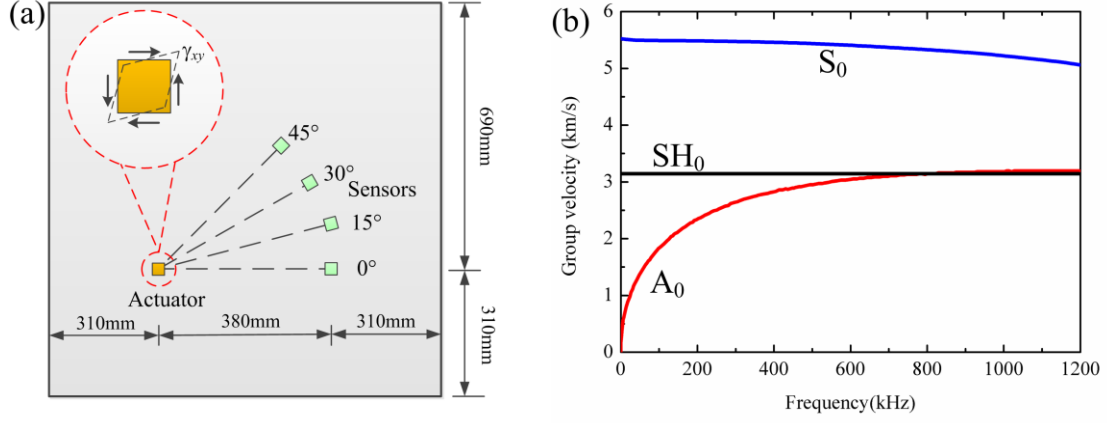 (a)
γxy
45°
30°
Sensors
15°
0°
Actuator
310mm
380mm
310mm
690mm
310mm
(b)
6
5
4
3
2
1
0
Group velocity (km/s)
S0
SH0
A0
0
200
400
600
800
1000
1200
Frequency(kHz)